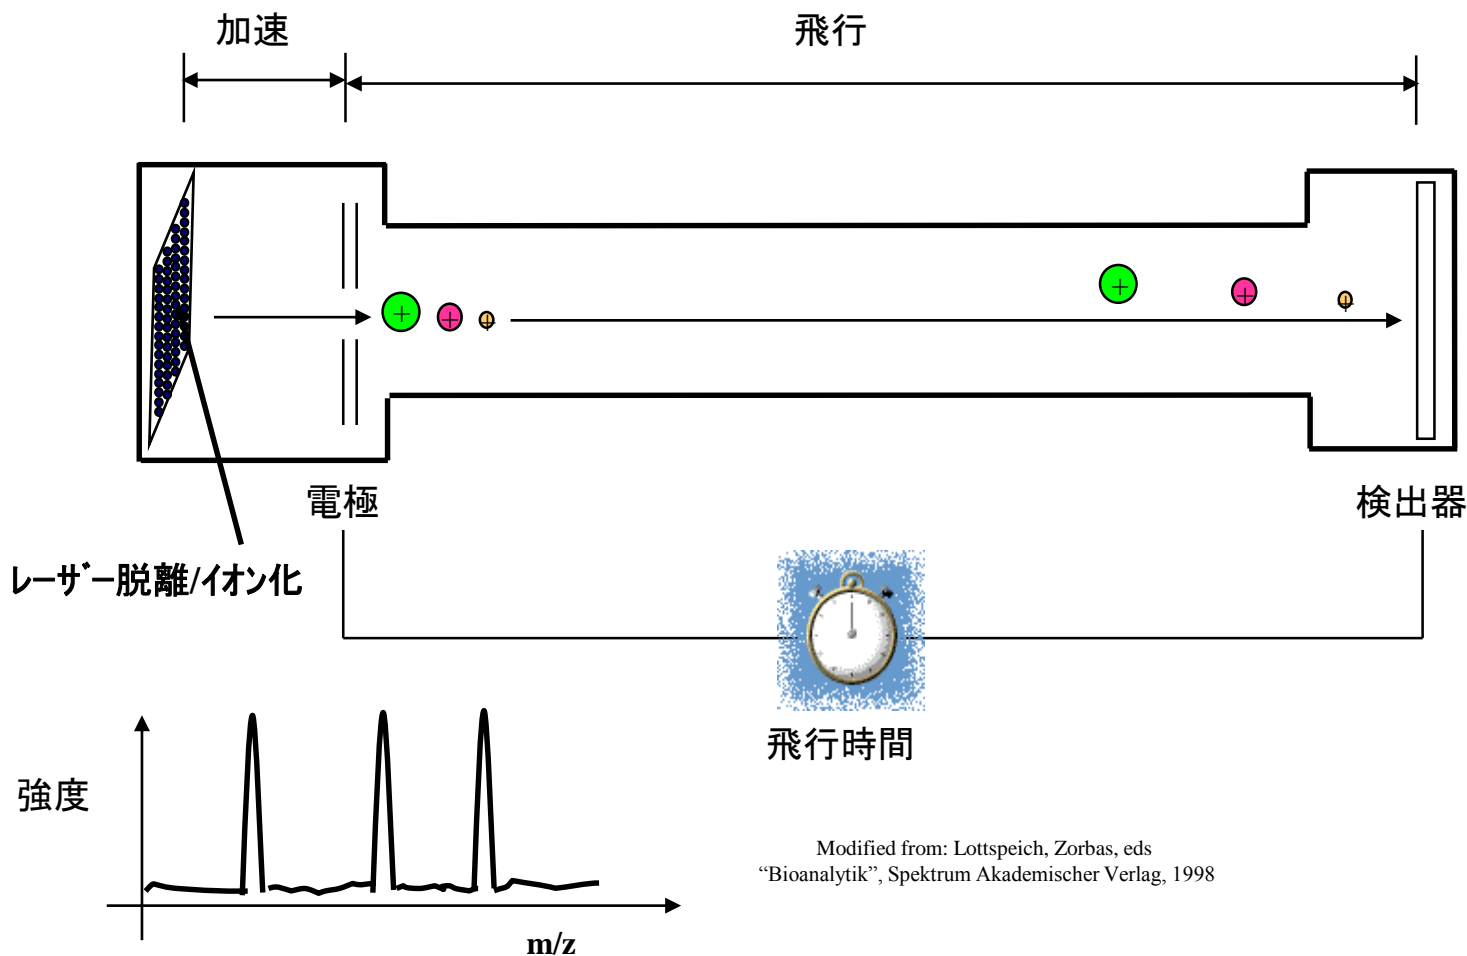 加速
飛行
+ + +
+ + +
電極
検出器
レーザー脱離/イオン化
飛行時間
強度
m/z
Modified from: Lottspeich, Zorbas, eds
“Bioanalytik”, Spektrum Akademischer Verlag, 1998